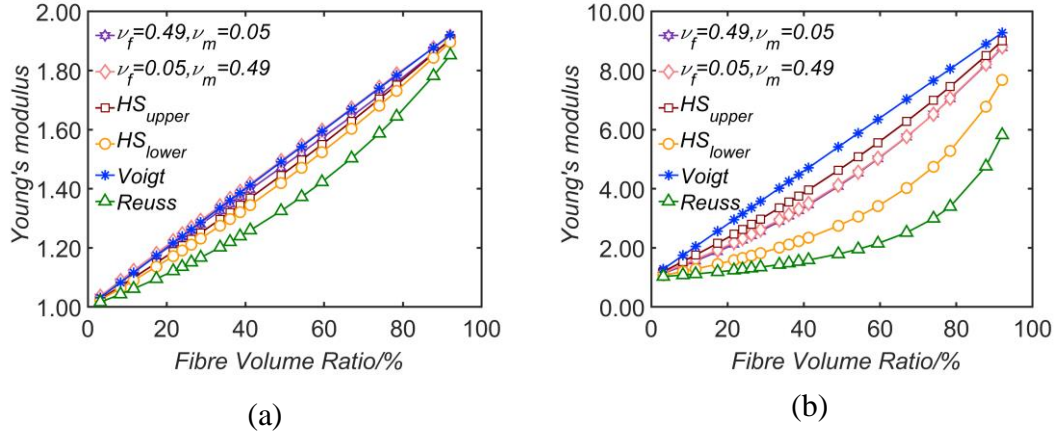 ν_f=0.49,ν_m=0.05
ν_f=0.05,ν_m=0.49
HS_upper
HS_lower
Voigt
Reuss
2.00
1.80
1.60
1.40
1.20
1.00
0 20 40 60 80 100
Young's modulus
Fibre Volume Ratio/%
(a)
ν_f=0.49,ν_m=0.05
ν_f=0.05,ν_m=0.49
HS_upper
HS_lower
Voigt
Reuss
10.00
8.00
6.00
4.00
2.00
0.00
0 20 40 60 80 100
Young's modulus
Fibre Volume Ratio/%
(b)